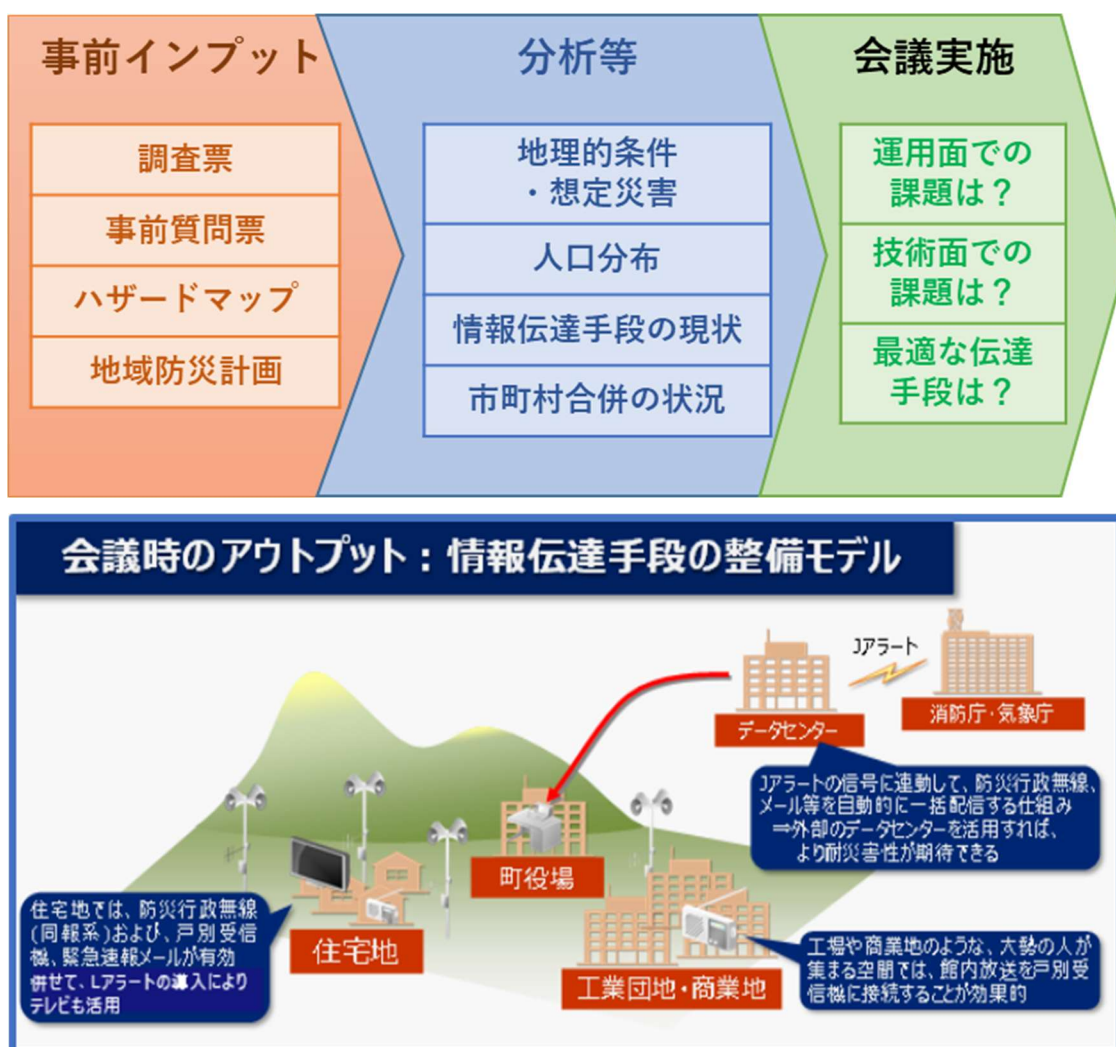 事前インプット
調査票
事前質問票
ハザードマップ
地域防災計画
分析等
地理的条件
・想定災害
人口分布
情報伝達手段の現状
市町村合併の状況
会議実施
運用面での
課題は？
技術面での
課題は？
最適な伝達
手段は？
会議時のアウトプット：情報伝達手段の整備モデル
Jアラート
データセンター
消防庁・気象庁
Jアラートの信号に連動して、防災行政無線、
メール等を自動的に一括配信する仕組み
⇒外部のデータセンターを活用すれば、
より耐災害性が期待できる
町役場
住宅地では、防災行政無線
(同報系)および、戸別受信
機、緊急速報メールが有効
併せて、Lアラートの導入により
テレビも活用
住宅地
工業団地・商業地
工場や商業地のような、大勢の人が
集まる空間では、館内放送を戸別受
信機に接続することが効果的